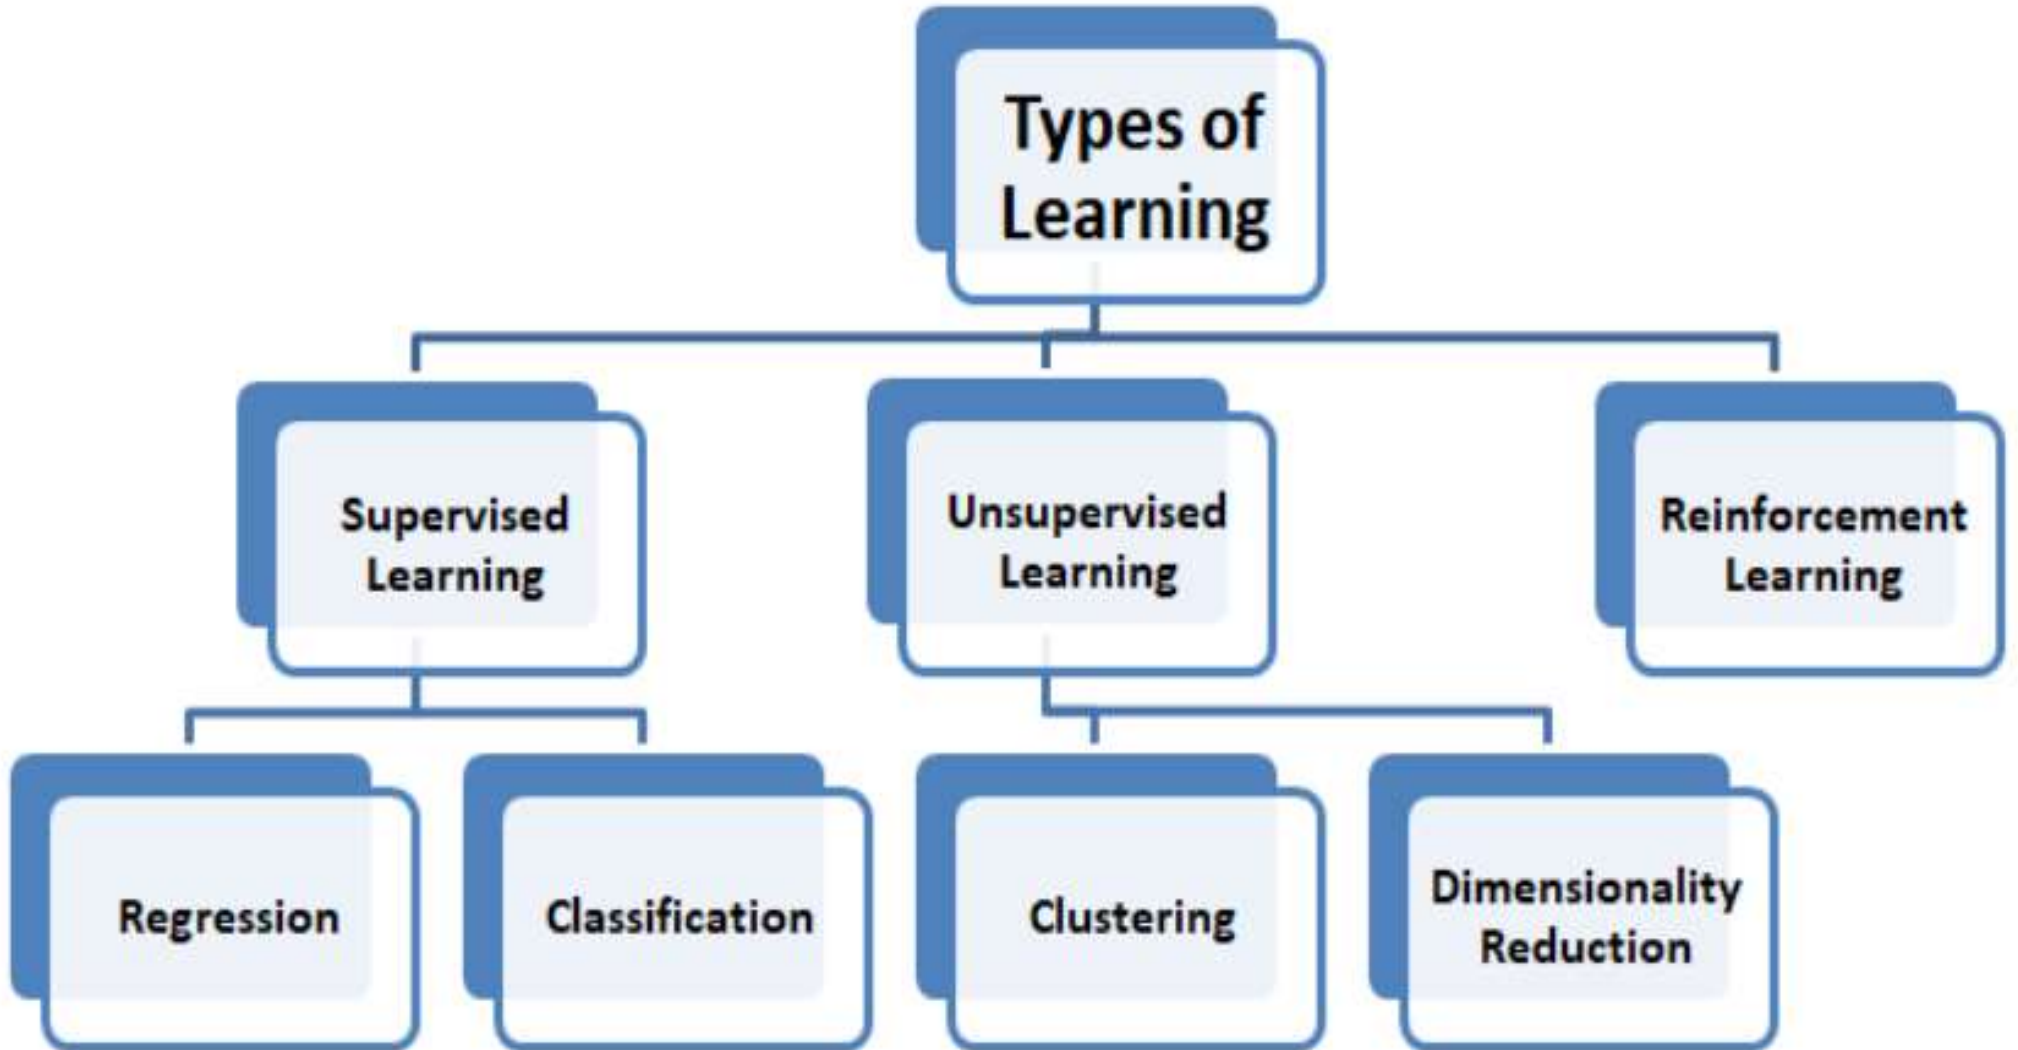 Types of
Learning
Supervised
Learning
Unsupervised
Learning
Reinforcement
Learning
Regression
Classification
Clustering
Dimensionality
Reduction